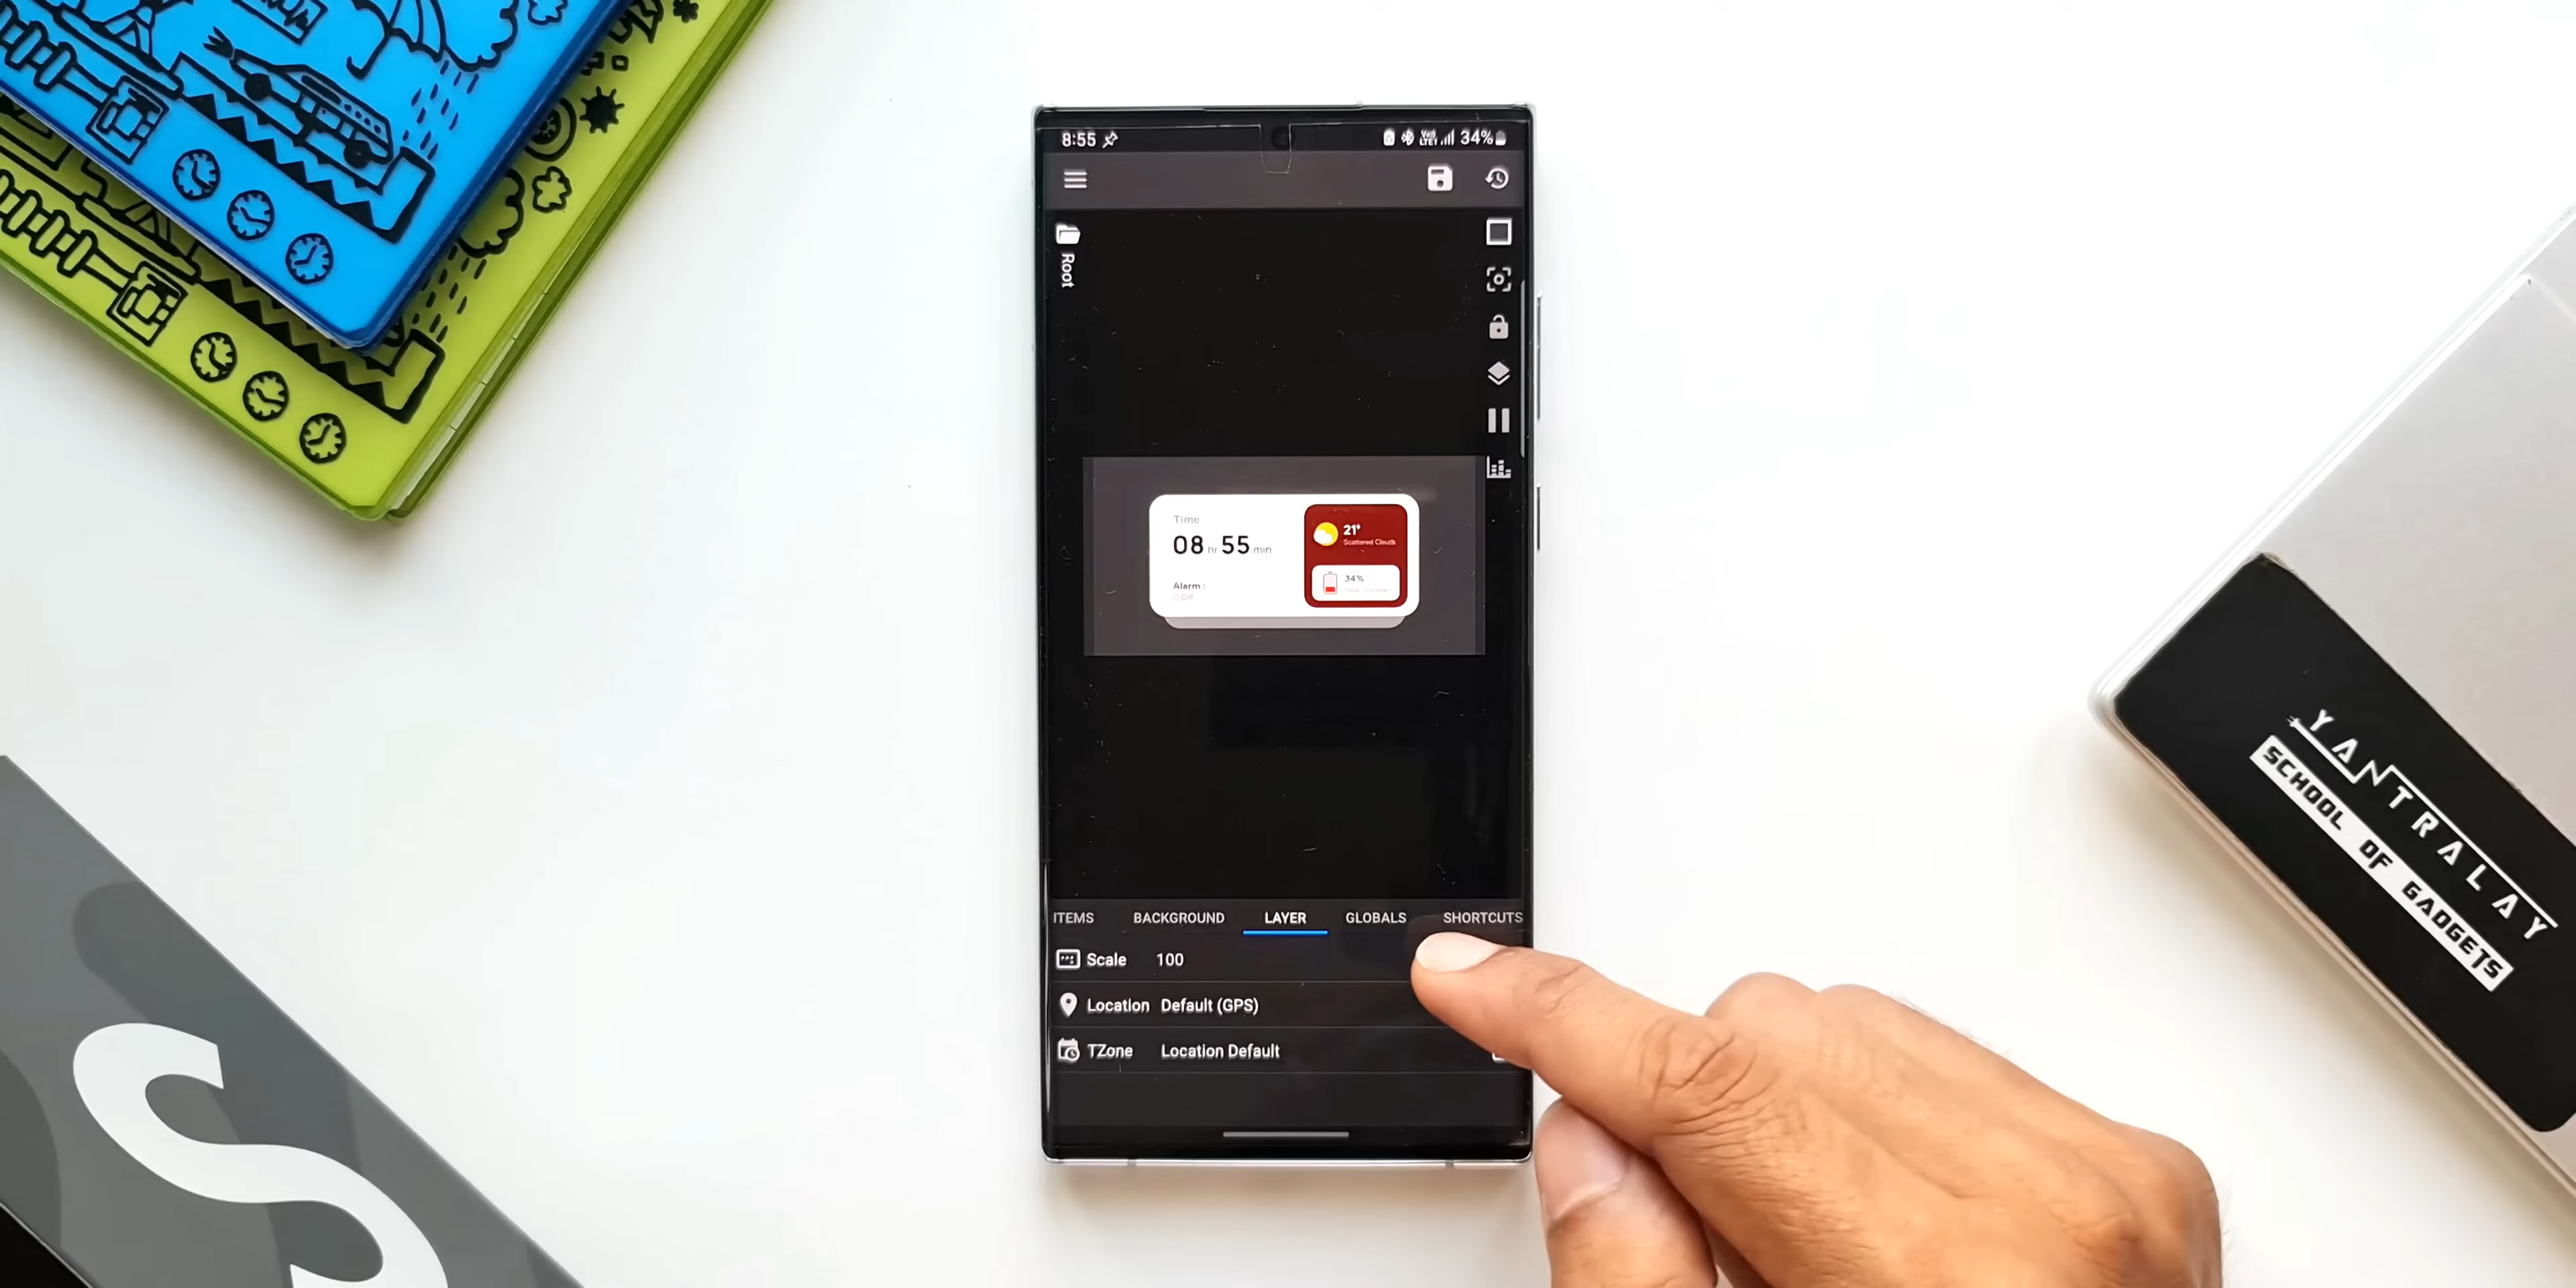 8:55
34%
Root
Time
08 hr 55 min
Alarm :
Off
21°
Scattered Clouds
34%
ITEMS BACKGROUND LAYER GLOBALS SHORTCUTS
Scale 100
Location Default (GPS)
TZone Location Default
YANTRALAY
SCHOOL OF GADGETS
S